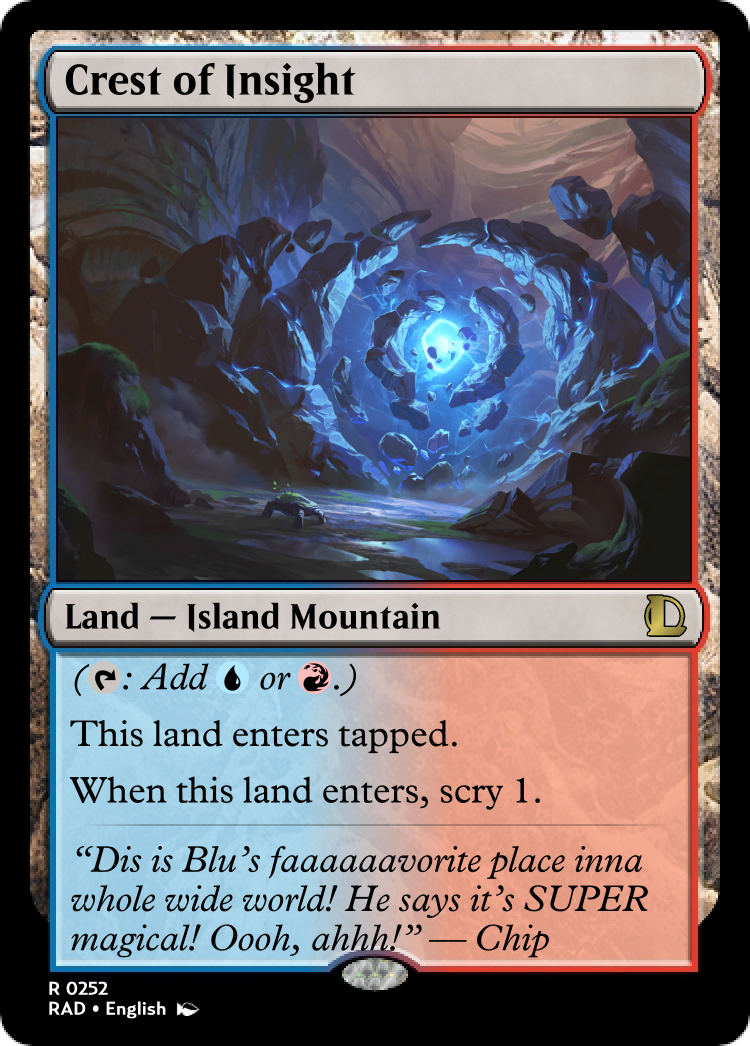 Crest of Insight
Land — Island Mountain
(: Add or .)
This land enters tapped.
When this land enters, scry 1.
“Dis is Blu’s faaaaaavorite place inna
whole wide world! He says it’s SUPER
magical! Oooh, ahhh!” — Chip
R 0252
RAD • English